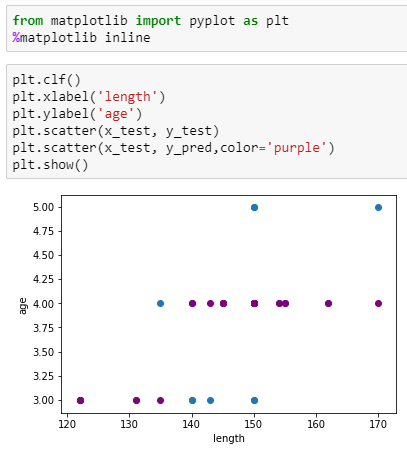 from matplotlib import pyplot as plt
%matplotlib inline
plt.clf()
plt.xlabel('length')
plt.ylabel('age')
plt.scatter(x_test, y_test)
plt.scatter(x_test, y_pred,color='purple')
plt.show()
5.00
4.75
4.50
4.25
4.00
3.75
3.50
3.25
3.00
age
120 130 140 150 160 170
length